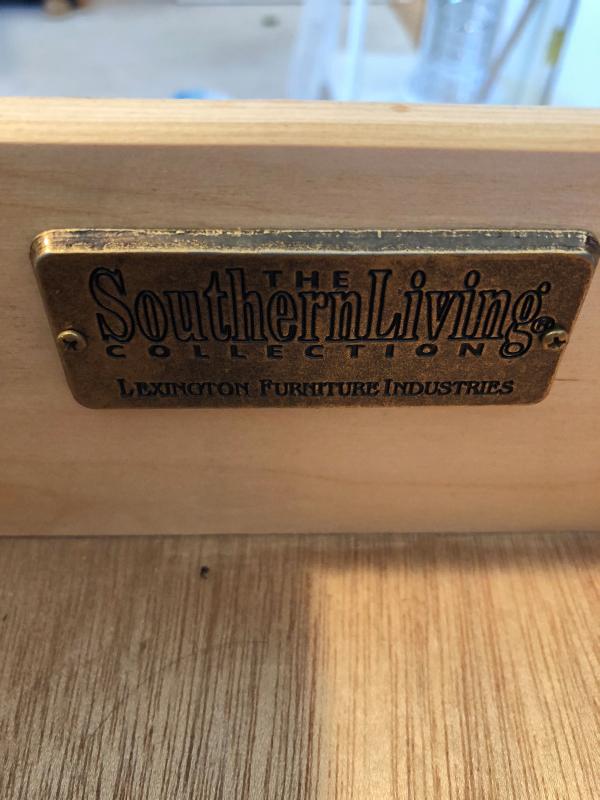 THE
SouthernLiving®
COLLECTION
LEXINGTON FURNITURE INDUSTRIES